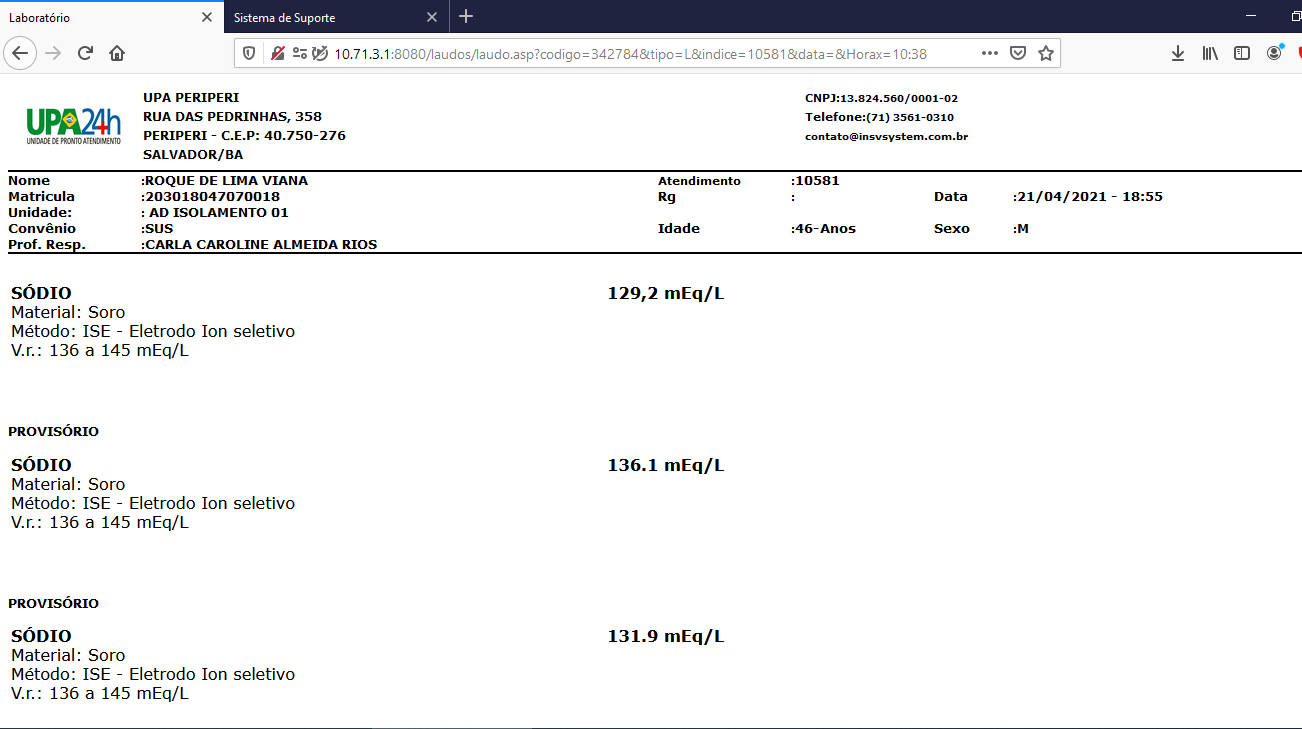 Laboratório
Sistema de Suporte
10.71.3.1:8080/laudos/laudo.asp?codigo=342784&tipo=L&indice=10581&data=&Horax=10:38
UPA 24h
UNIDADE DE PRONTO ATENDIMENTO
UPA PERIPERI
RUA DAS PEDRINHAS, 358
PERIPERI - C.E.P: 40.750-276
SALVADOR/BA
CNPJ:13.824.560/0001-02
Telefone:(71) 3561-0310
contato@insvsystem.com.br
Nome :ROQUE DE LIMA VIANA Atendimento :10581
Matricula :203018047070018 Rg : Data :21/04/2021 - 18:55
Unidade: : AD ISOLAMENTO 01
Convênio :SUS Idade :46-Anos Sexo :M
Prof. Resp. :CARLA CAROLINE ALMEIDA RIOS
SÓDIO 129,2 mEq/L
Material: Soro
Método: ISE - Eletrodo Ion seletivo
V.r.: 136 a 145 mEq/L
PROVISÓRIO
SÓDIO 136.1 mEq/L
Material: Soro
Método: ISE - Eletrodo Ion seletivo
V.r.: 136 a 145 mEq/L
PROVISÓRIO
SÓDIO 131.9 mEq/L
Material: Soro
Método: ISE - Eletrodo Ion seletivo
V.r.: 136 a 145 mEq/L